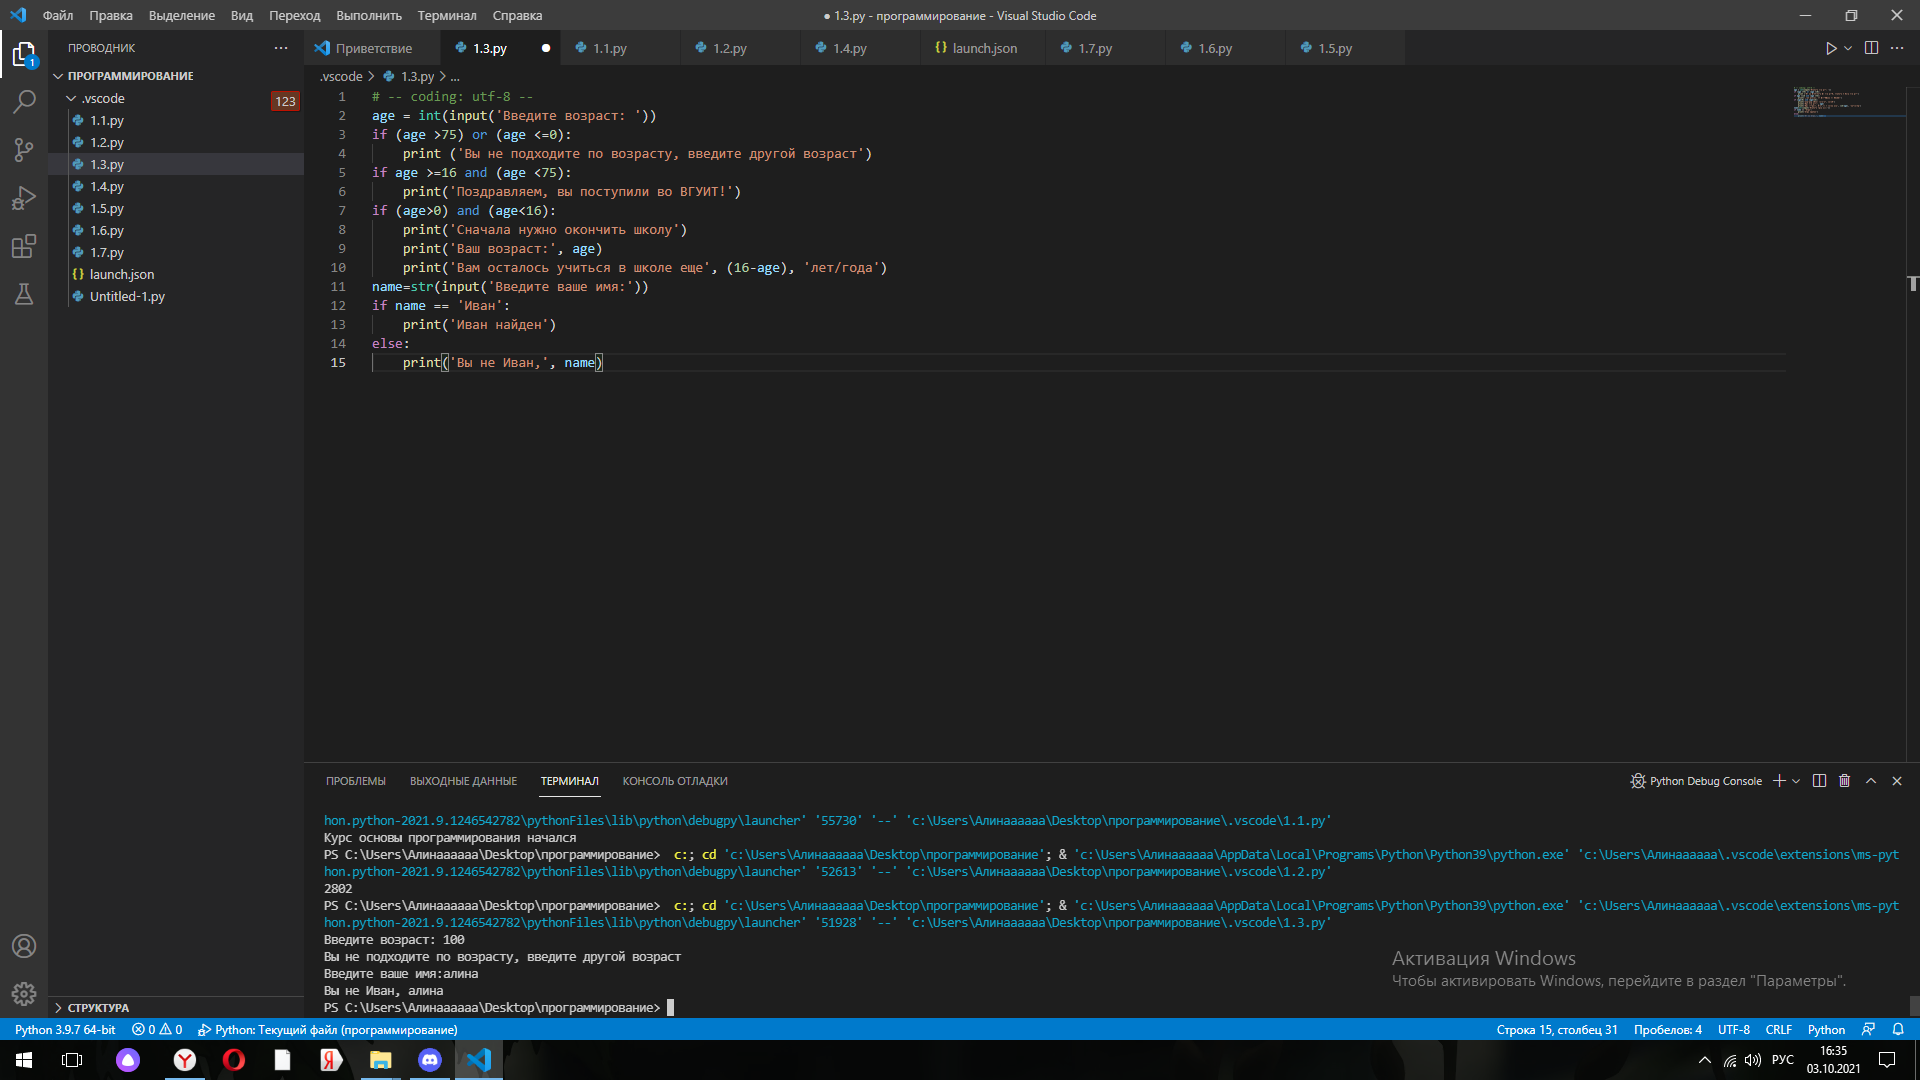 Файл Правка Выделение Вид Переход Выполнить Терминал Справка
● 1.3.py - программирование - Visual Studio Code
ПРОВОДНИК
Приветствие 1.3.py 1.1.py 1.2.py 1.4.py launch.json 1.7.py 1.6.py 1.5.py
1
ПРОГРАММИРОВАНИЕ
.vscode 123
1.1.py
1.2.py
1.3.py
1.4.py
1.5.py
1.6.py
1.7.py
launch.json
Untitled-1.py
СТРУКТУРА
.vscode > 1.3.py > ...
1 # -- coding: utf-8 --
2 age = int(input('Введите возраст: '))
3 if (age >75) or (age <=0):
4     print ('Вы не подходите по возрасту, введите другой возраст')
5 if age >=16 and (age <75):
6     print('Поздравляем, вы поступили во ВГУИТ!')
7 if (age>0) and (age<16):
8     print('Сначала нужно окончить школу')
9     print('Ваш возраст:', age)
10     print('Вам осталось учиться в школе еще', (16-age), 'лет/года')
11 name=str(input('Введите ваше имя:'))
12 if name == 'Иван':
13     print('Иван найден')
14 else:
15     print('Вы не Иван,', name)
ПРОБЛЕМЫ ВЫХОДНЫЕ ДАННЫЕ ТЕРМИНАЛ КОНСОЛЬ ОТЛАДКИ
Python Debug Console
hon.python-2021.9.1246542782\pythonFiles\lib\python\debugpy\launcher' '55730' '--' 'c:\Users\Алинаааааа\Desktop\программирование\.vscode\1.1.py'
Курс основы программирования начался
PS C:\Users\Алинаааааа\Desktop\программирование>  c:; cd 'c:\Users\Алинаааааа\Desktop\программирование'; & 'c:\Users\Алинаааааа\AppData\Local\Programs\Python\Python39\python.exe' 'c:\Users\Алинаааааа\.vscode\extensions\ms-pyt
hon.python-2021.9.1246542782\pythonFiles\lib\python\debugpy\launcher' '52613' '--' 'c:\Users\Алинаааааа\Desktop\программирование\.vscode\1.2.py'
2802
PS C:\Users\Алинаааааа\Desktop\программирование>  c:; cd 'c:\Users\Алинаааааа\Desktop\программирование'; & 'c:\Users\Алинаааааа\AppData\Local\Programs\Python\Python39\python.exe' 'c:\Users\Алинаааааа\.vscode\extensions\ms-pyt
hon.python-2021.9.1246542782\pythonFiles\lib\python\debugpy\launcher' '51928' '--' 'c:\Users\Алинаааааа\Desktop\программирование\.vscode\1.3.py'
Введите возраст: 100
Вы не подходите по возрасту, введите другой возраст
Введите ваше имя:алина
Вы не Иван, алина
PS C:\Users\Алинаааааа\Desktop\программирование>
Активация Windows
Чтобы активировать Windows, перейдите в раздел "Параметры".
Python 3.9.7 64-bit 0 0 Python: Текущий файл (программирование)
Строка 15, столбец 31 Пробелов: 4 UTF-8 CRLF Python
РУС
16:35
03.10.2021